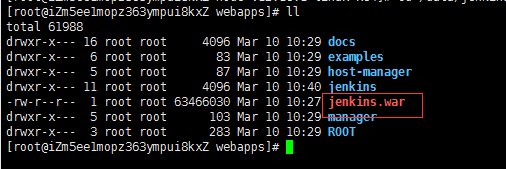 [root@iZm5ee1mopz363ympui8kxZ webapps]# ll
total 61988
drwxr-x--- 16 root root 4096 Mar 10 10:29 docs
drwxr-x--- 6 root root 83 Mar 10 10:29 examples
drwxr-x--- 5 root root 87 Mar 10 10:29 host-manager
drwxr-x--- 11 root root 4096 Mar 10 10:40 jenkins
-rw-r--r-- 1 root root 63466030 Mar 10 10:27 jenkins.war
drwxr-x--- 5 root root 103 Mar 10 10:29 manager
drwxr-x--- 3 root root 283 Mar 10 10:29 ROOT
[root@iZm5ee1mopz363ympui8kxZ webapps]#